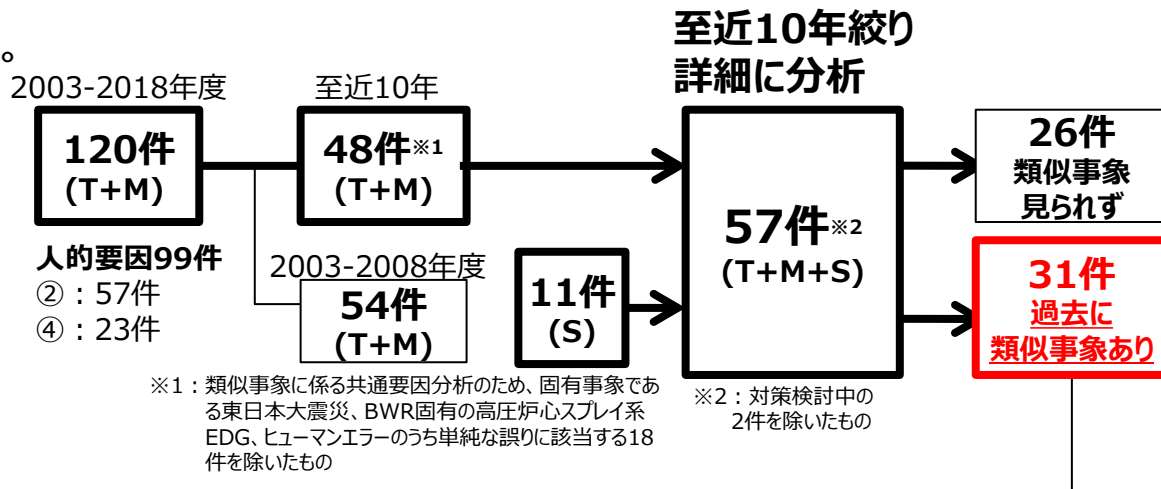 。
2003-2018年度
120件
(T+M)
人的要因99件
②：57件
④：23件
至近10年
48件※1
(T+M)
2003-2008年度
54件
(T+M)
11件
(S)
※1：類似事象に係る共通要因分析のため、固有事象であ
る東日本大震災、BWR固有の高圧炉心スプレイ系
EDG、ヒューマンエラーのうち単純な誤りに該当する18
件を除いたもの
至近10年絞り
詳細に分析
57件※2
(T+M+S)
※2：対策検討中の
2件を除いたもの
26件
類似事象
見られず
31件
過去に
類似事象あり